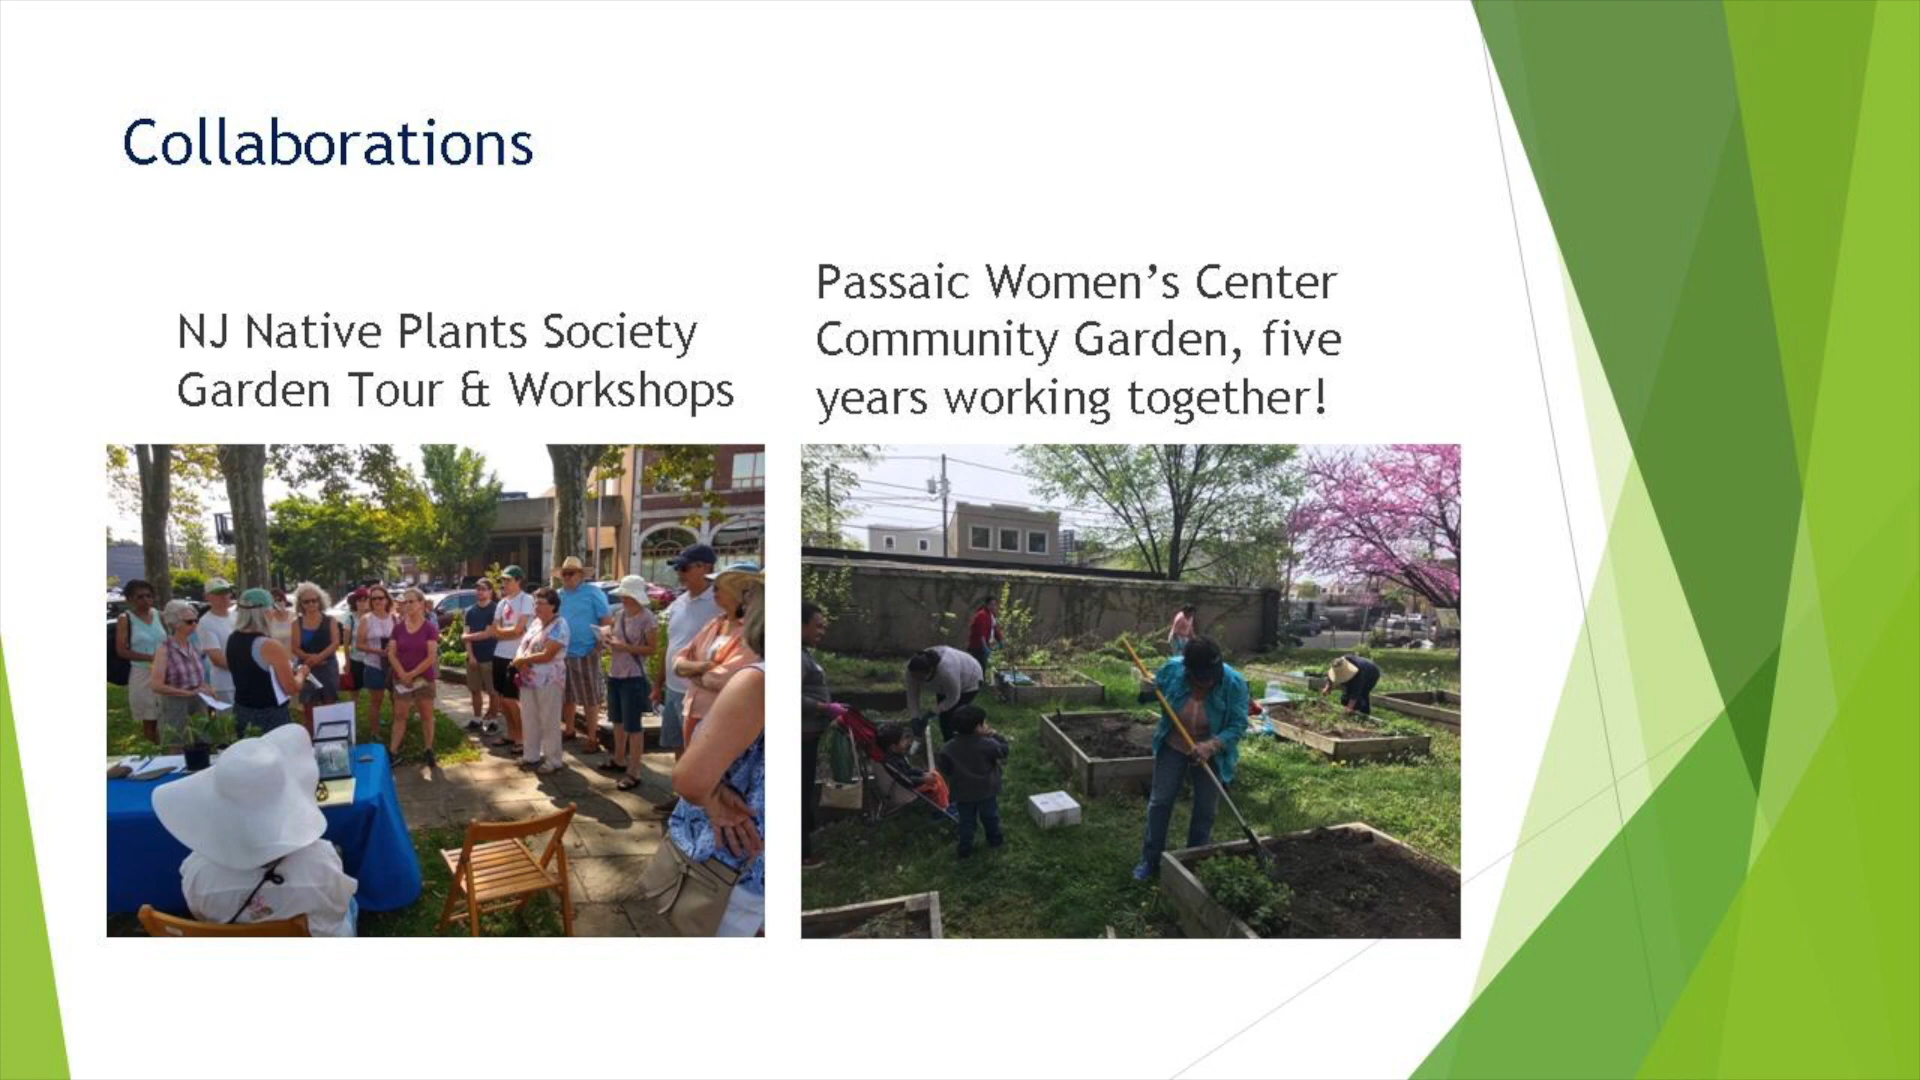 Collaborations
NJ Native Plants Society
Garden Tour & Workshops
Passaic Women’s Center
Community Garden, five
years working together!